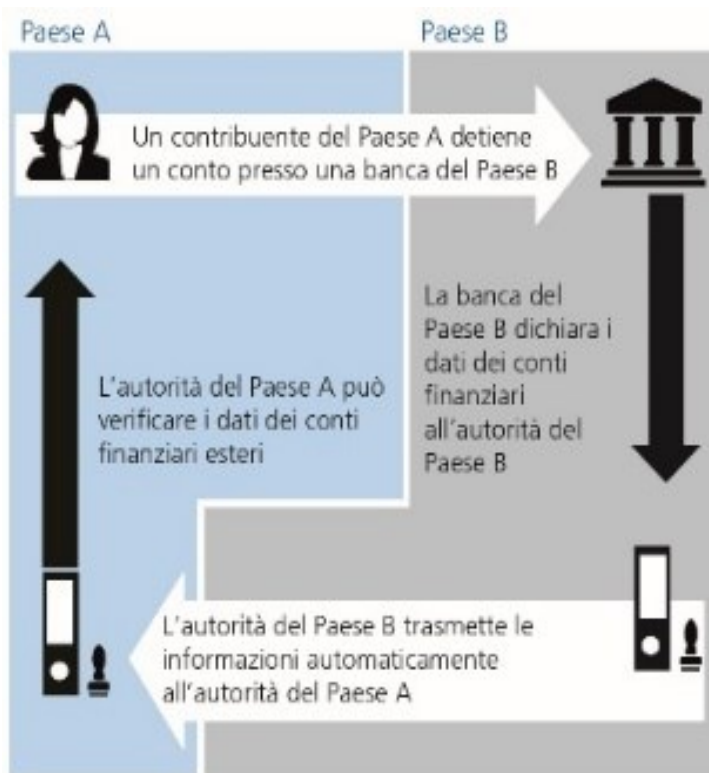 Paese A
Paese B
Un contribuente del Paese A detiene
un conto presso una banca del Paese B
La banca del
Paese B dichiara i
dati dei conti
finanziari
all'autorità del
Paese B
L'autorità del Paese A può
verificare i dati dei conti
finanziari esteri
L'autorità del Paese B trasmette le
informazioni automaticamente
all'autorità del Paese A